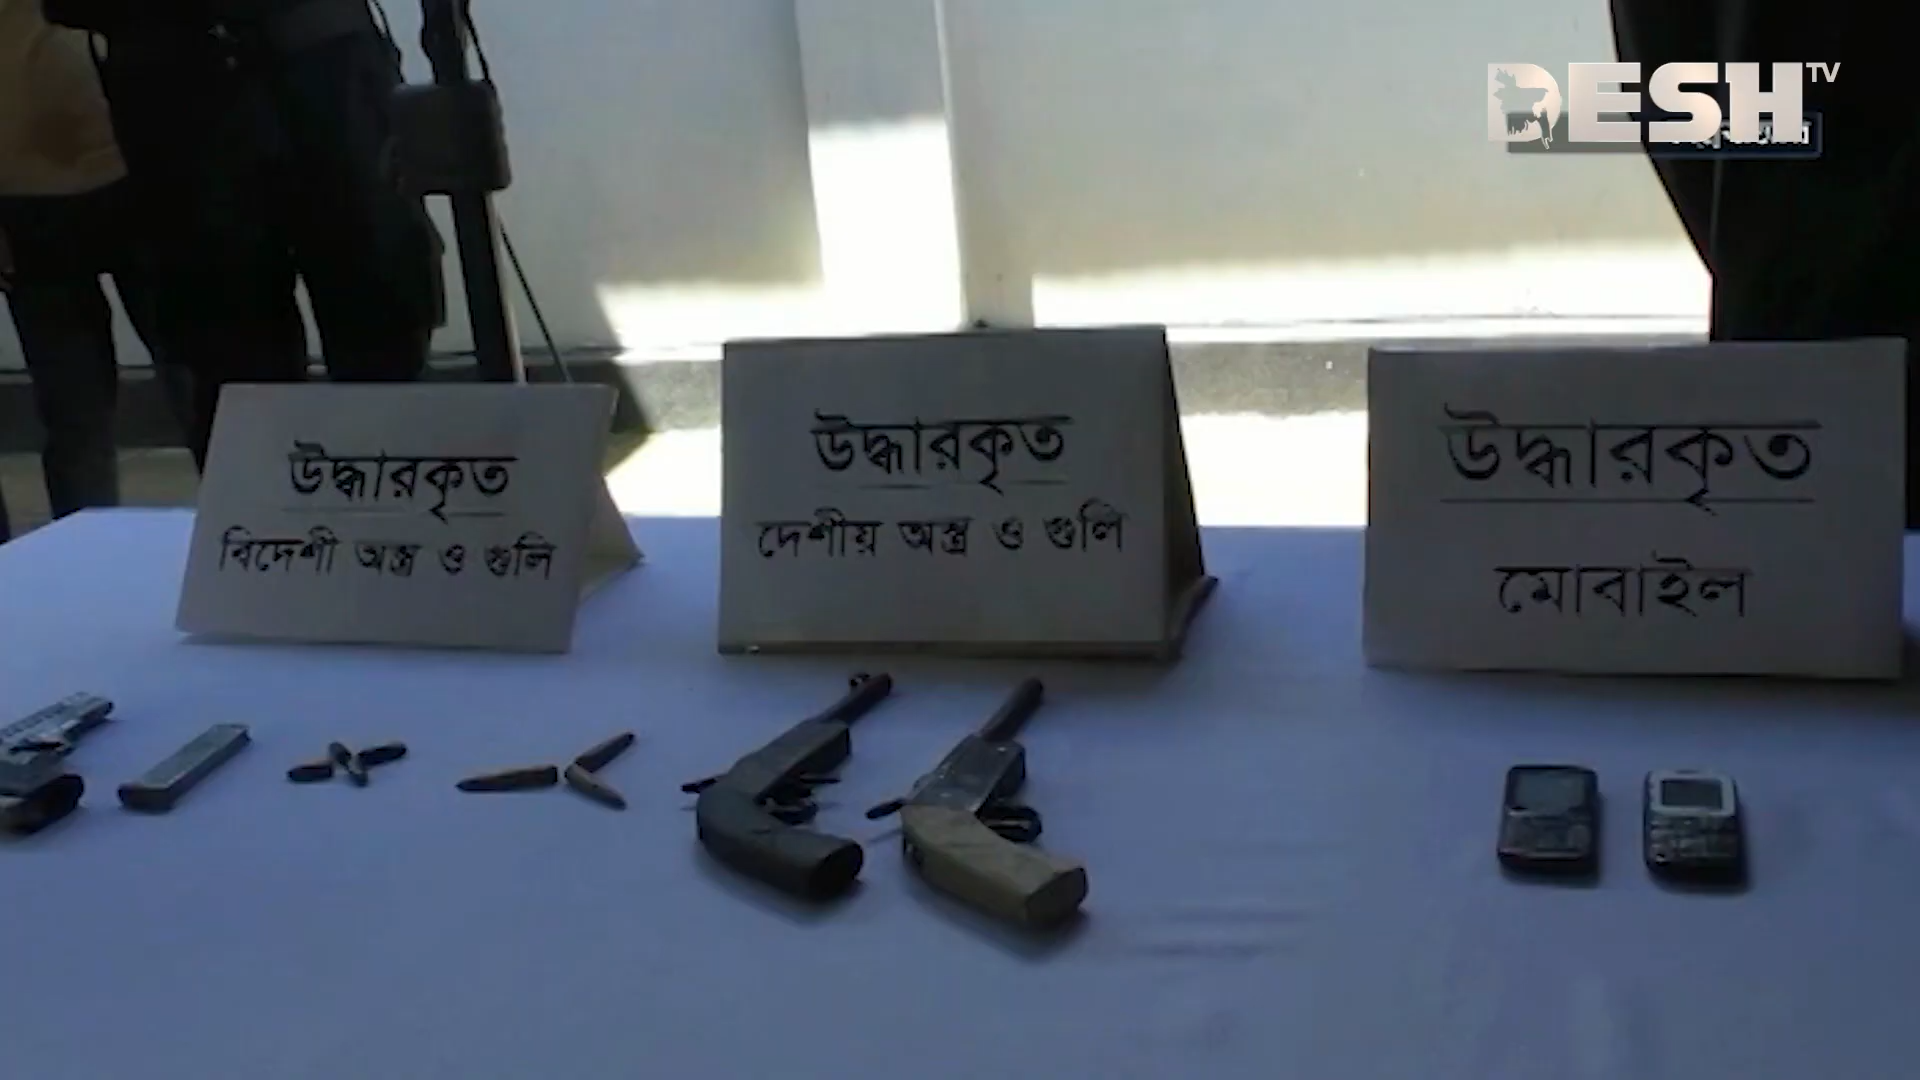 DESH TV
উদ্ধারকৃত
বিদেশী অস্ত্র ও গুলি
উদ্ধারকৃত
দেশীয় অস্ত্র ও গুলি
উদ্ধারকৃত
মোবাইল